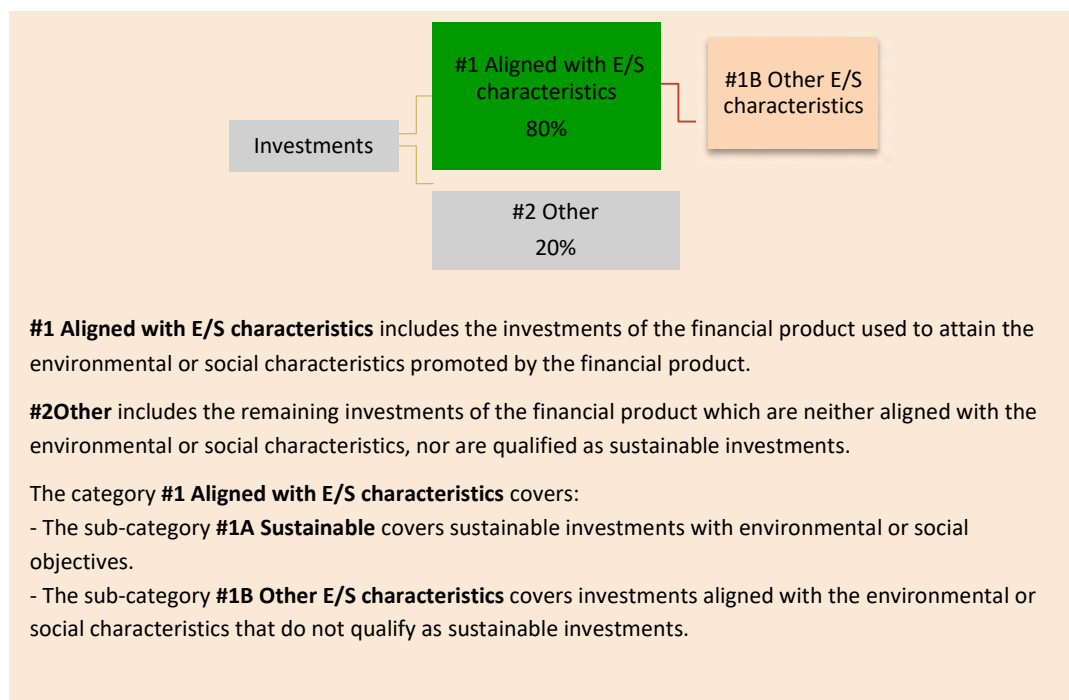 #1 Aligned with E/S
characteristics
80%
#1B Other E/S
characteristics
Investments
#2 Other
20%
#1 Aligned with E/S characteristics includes the investments of the financial product used to attain the
environmental or social characteristics promoted by the financial product.
#2Other includes the remaining investments of the financial product which are neither aligned with the
environmental or social characteristics, nor are qualified as sustainable investments.
The category #1 Aligned with E/S characteristics covers:
- The sub-category #1A Sustainable covers sustainable investments with environmental or social
objectives.
- The sub-category #1B Other E/S characteristics covers investments aligned with the environmental or
social characteristics that do not qualify as sustainable investments.